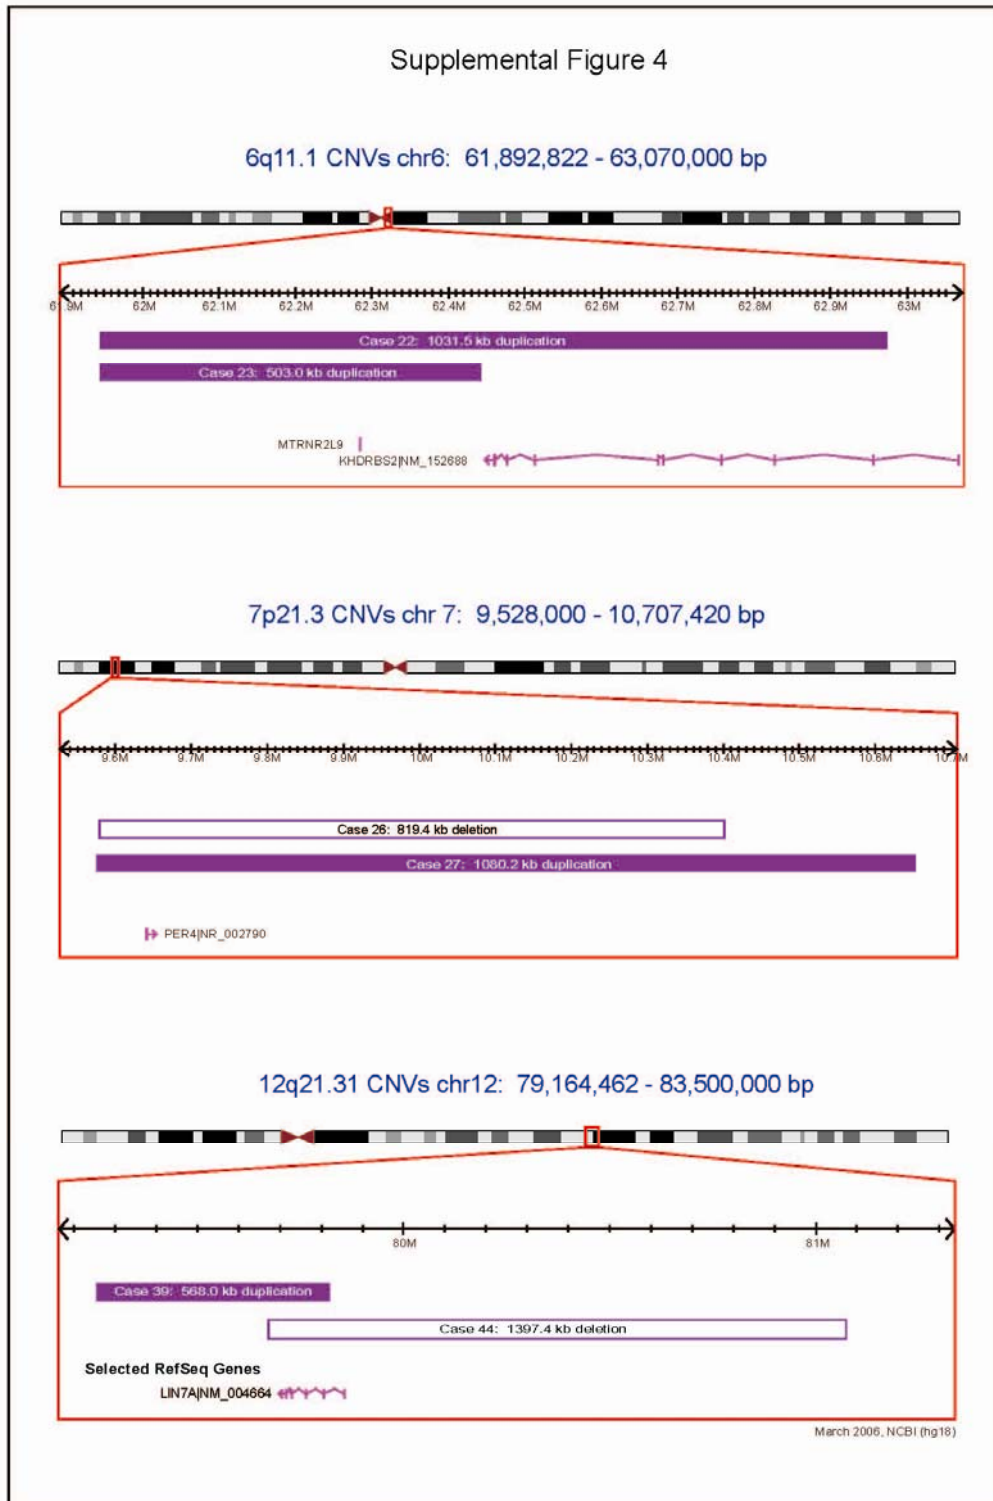 Supplemental Figure 4
6q11.1 CNVs chr6: 61,892,822 - 63,070,000 bp
61.9M 62M 62.1M 62.2M 62.3M 62.4M 62.5M 62.6M 62.7M 62.8M 62.9M 63M
Case 22: 1031.5 kb duplication
Case 23: 503.0 kb duplication
MTRNR2L9
KHDRBS2|NM_152688
7p21.3 CNVs chr 7: 9,528,000 - 10,707,420 bp
9.6M 9.7M 9.8M 9.9M 10M 10.1M 10.2M 10.3M 10.4M 10.5M 10.6M 10.7M
Case 26: 819.4 kb deletion
Case 27: 1080.2 kb duplication
PER4|NR_002790
12q21.31 CNVs chr12: 79,164,462 - 83,500,000 bp
80M 81M
Case 39: 568.0 kb duplication
Case 44: 1397.4 kb deletion
Selected RefSeq Genes
LIN7A|NM_004664
March 2006, NCBI (hg18)